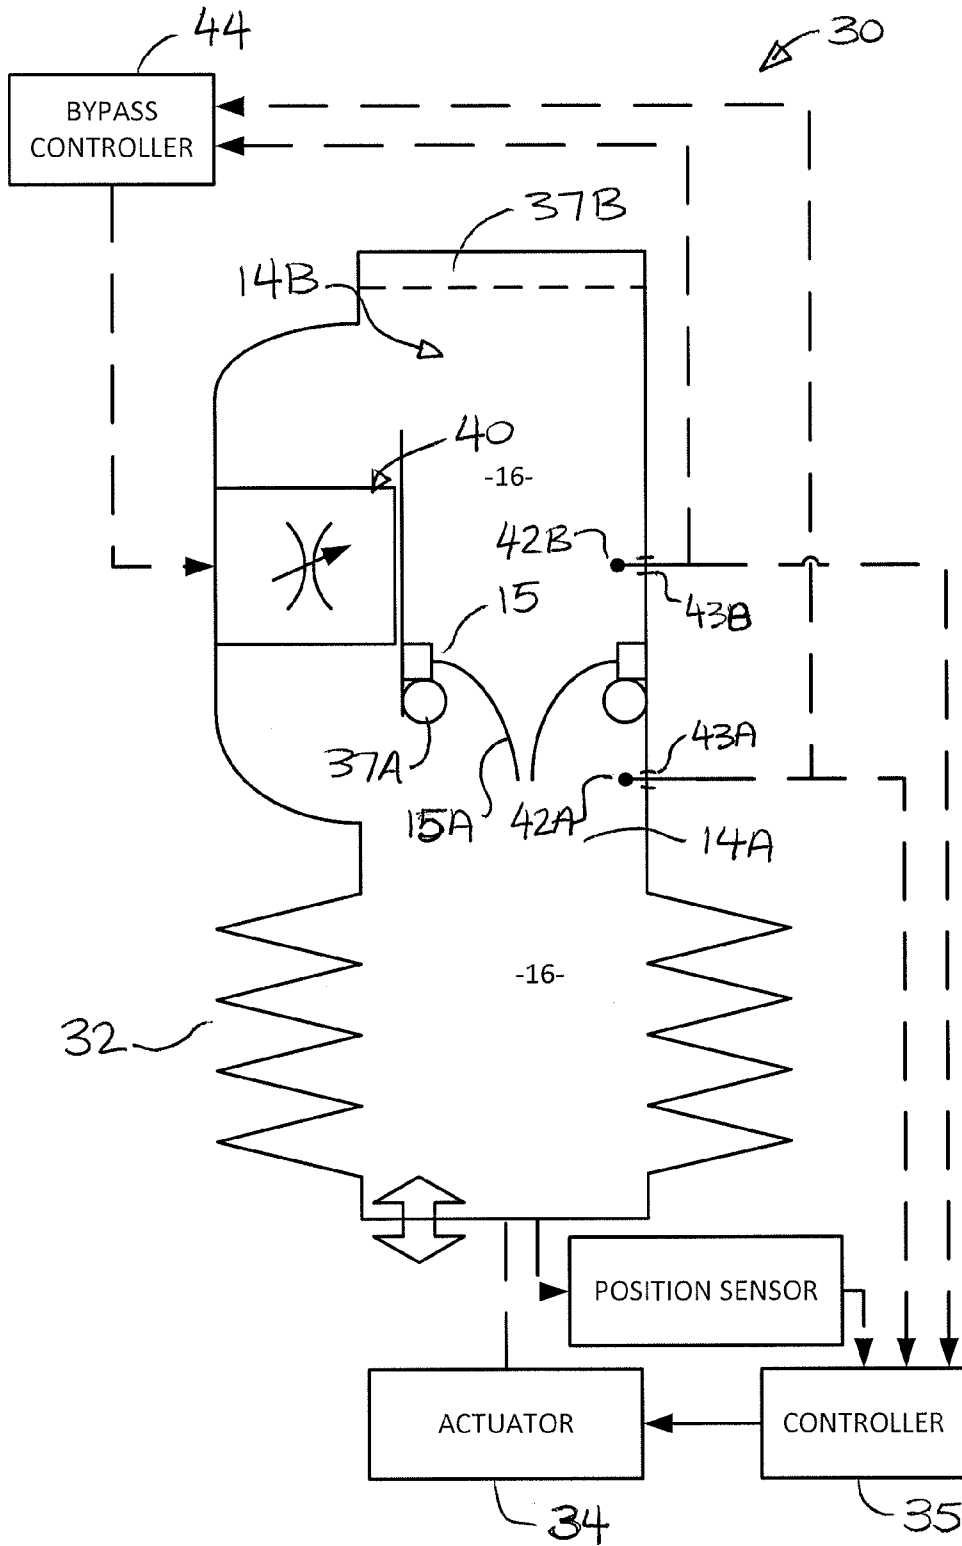 44
30
BYPASS
CONTROLLER
37B
14B
40
-16-
42B
43B
15
43A
37A
15A
42A
14A
-16-
32
POSITION SENSOR
ACTUATOR
CONTROLLER
34
35